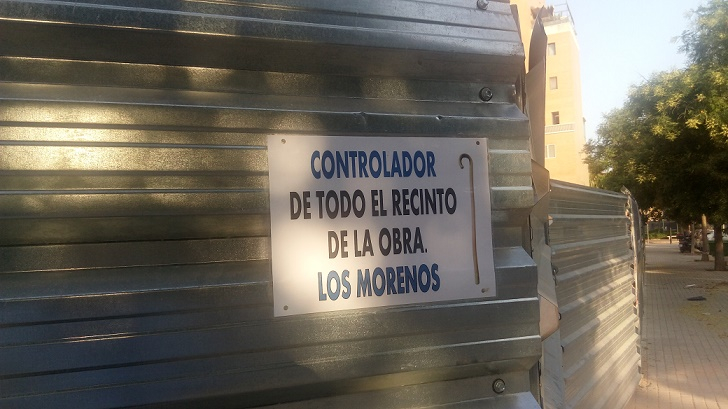 CONTROLADOR
DE TODO EL RECINTO
DE LA OBRA.
LOS MORENOS